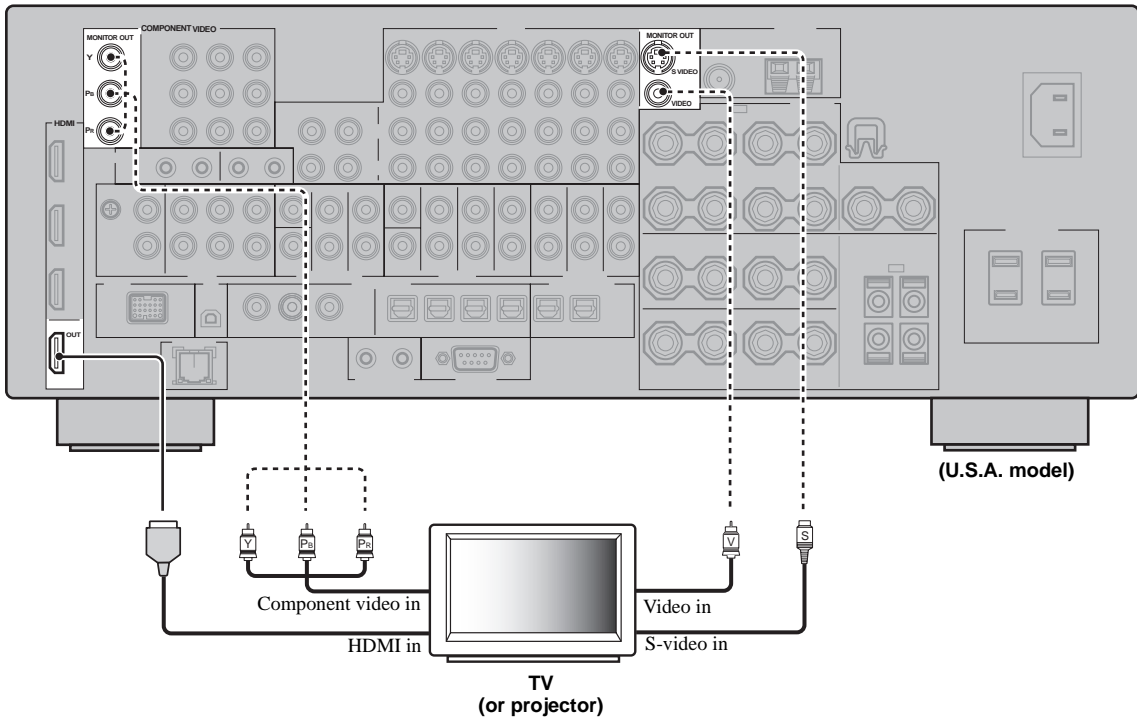 COMPONENT VIDEO
MONITOR OUT
Y
PB
PR
MONITOR OUT
S VIDEO
VIDEO
HDMI
OUT
(U.S.A. model)
Y
PB
PR
V
S
Component video in
Video in
HDMI in
S-video in
TV
(or projector)